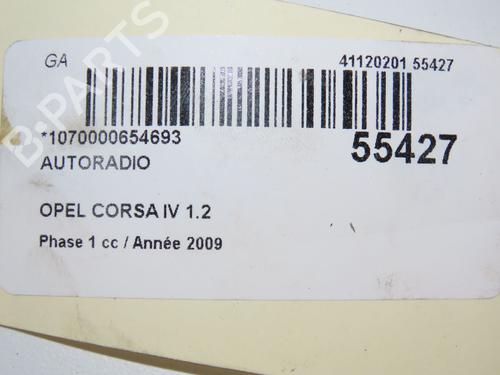 GA 41120201 55427
*1070000654693 55427
AUTORADIO
OPEL CORSA IV 1.2
Phase 1 cc / Année 2009
B-PARTS